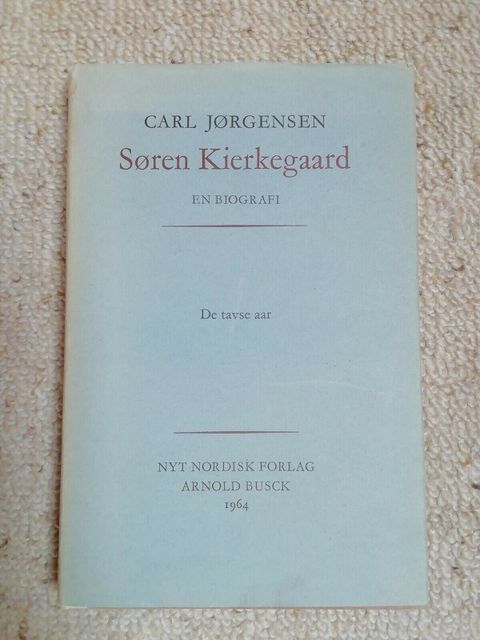 CARL JØRGENSEN
Søren Kierkegaard
EN BIOGRAFI
De tavse aar
NYT NORDISK FORLAG
ARNOLD BUSCK
1964